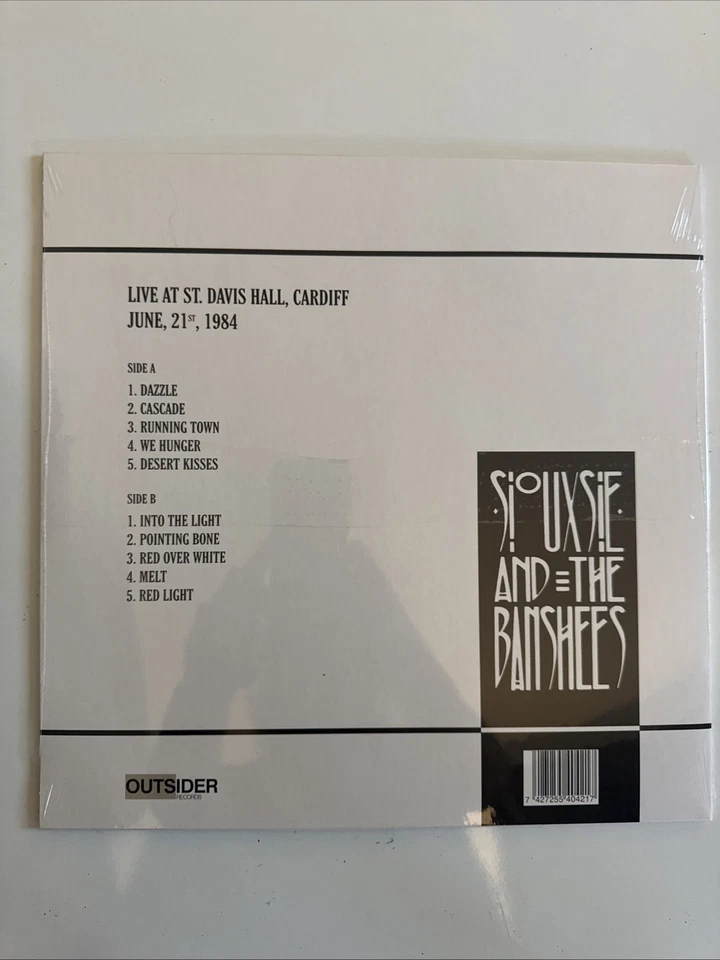 LIVE AT ST. DAVIS HALL, CARDIFF
JUNE, 21ST, 1984
SIDE A
1. DAZZLE
2. CASCADE
3. RUNNING TOWN
4. WE HUNGER
5. DESERT KISSES
SIDE B
1. INTO THE LIGHT
2. POINTING BONE
3. RED OVER WHITE
4. MELT
5. RED LIGHT
SIOUXSIE
AND THE
BANSHEES
OUTSIDER
RECORDS
7 427255 404217